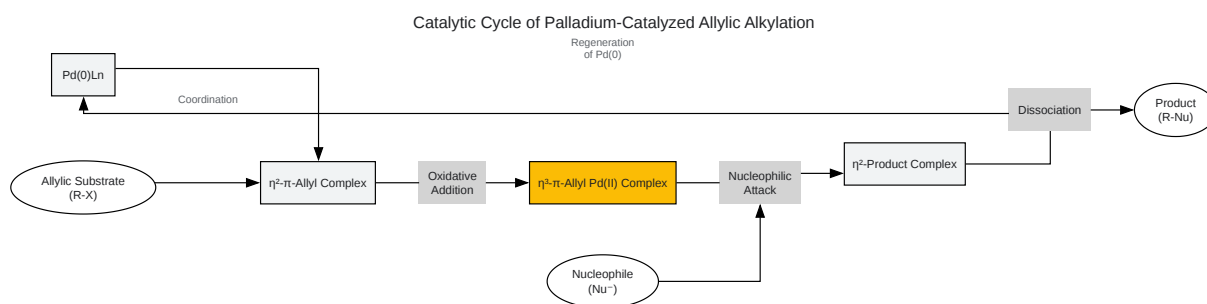 Catalytic Cycle of Palladium-Catalyzed Allylic Alkylation
Regeneration
of Pd(0)
Pd(0)Ln
Coordination
Dissociation
Product
(R-Nu)
Allylic Substrate
(R-X)
η²-π-Allyl Complex
Oxidative
Addition
η³-π-Allyl Pd(II) Complex
Nucleophilic
Attack
η²-Product Complex
Nucleophile
(Nu⁻)